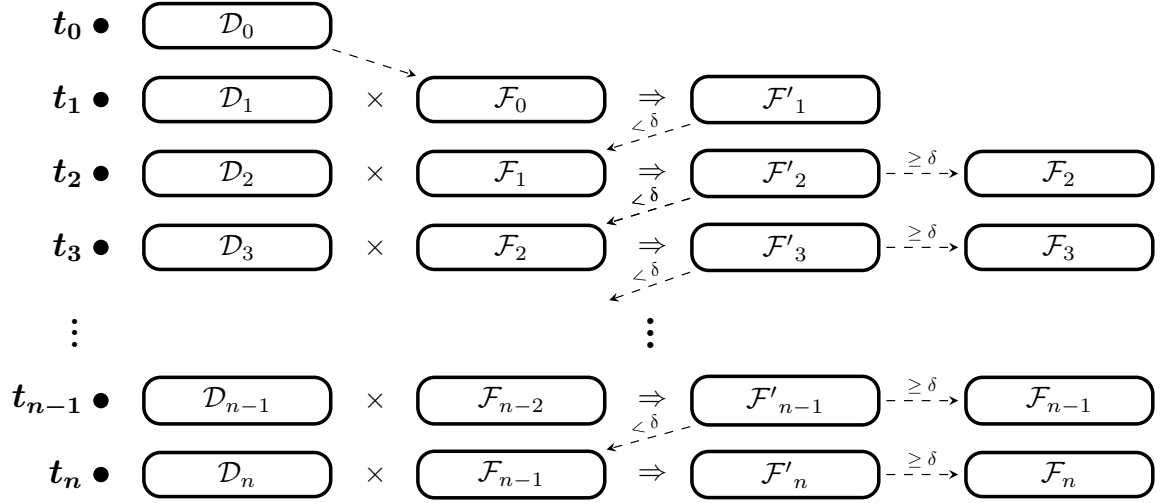 t₀ ● 𝒟₀
t₁ ● 𝒟₁ × ℱ₀ ⇒ ℱ′₁
< δ
t₂ ● 𝒟₂ × ℱ₁ ⇒ ℱ′₂ ≥ δ ℱ₂
< δ
t₃ ● 𝒟₃ × ℱ₂ ⇒ ℱ′₃ ≥ δ ℱ₃
< δ
⋮ ⋮
tₙ₋₁ ● 𝒟ₙ₋₁ × ℱₙ₋₂ ⇒ ℱ′ₙ₋₁ ≥ δ ℱₙ₋₁
< δ
tₙ ● 𝒟ₙ × ℱₙ₋₁ ⇒ ℱ′ₙ ≥ δ ℱₙ